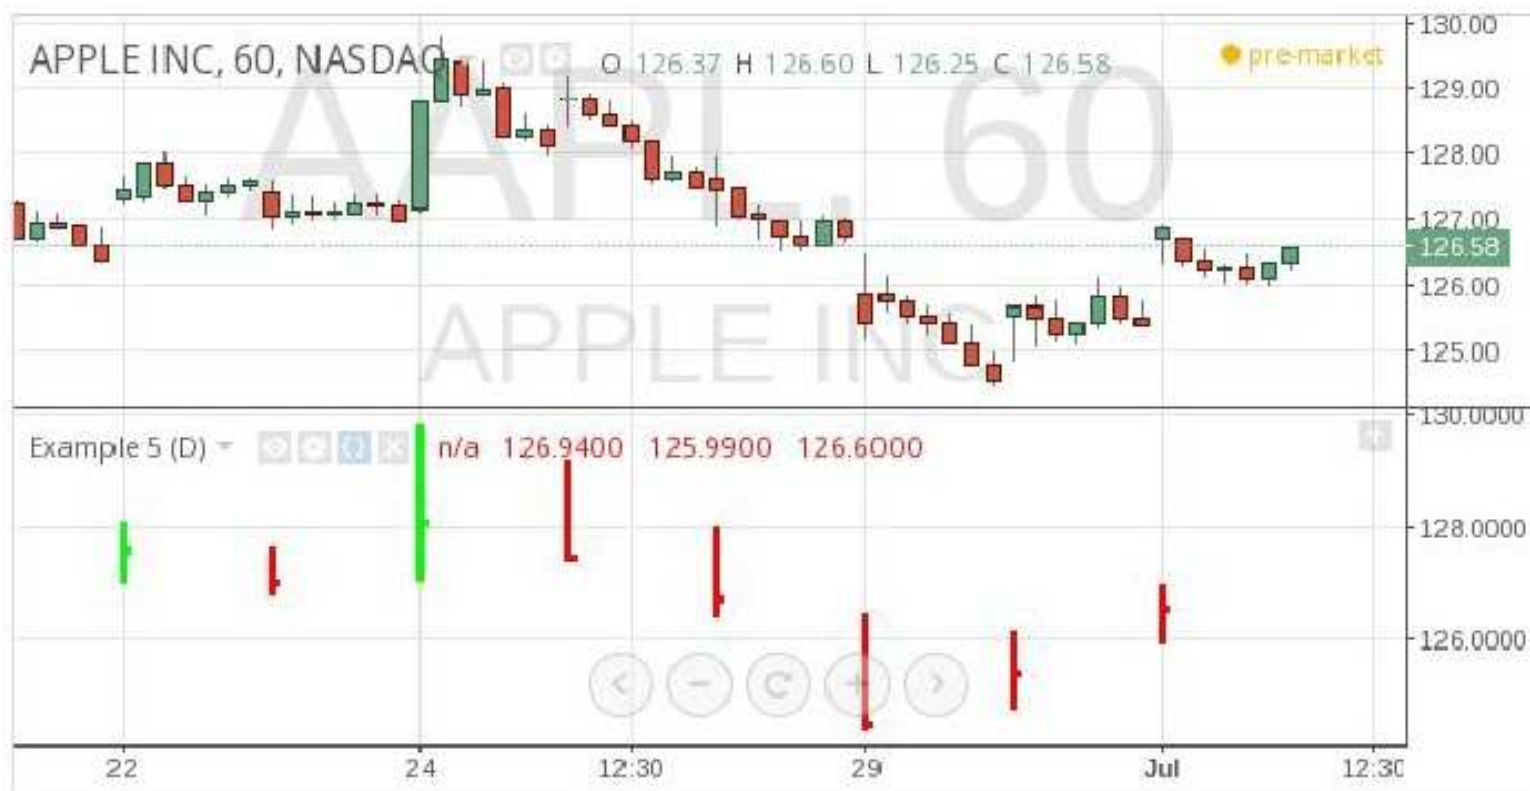 APPLE INC, 60, NASDAQ O 126.37 H 126.60 L 126.25 C 126.58
pre-market
AAPL, 60
APPLE INC
130.00
129.00
128.00
127.00
126.58
126.00
125.00
Example 5 (D) n/a 126.9400 125.9900 126.6000
130.0000
128.0000
126.0000
22 24 12:30 29 Jul 12:30